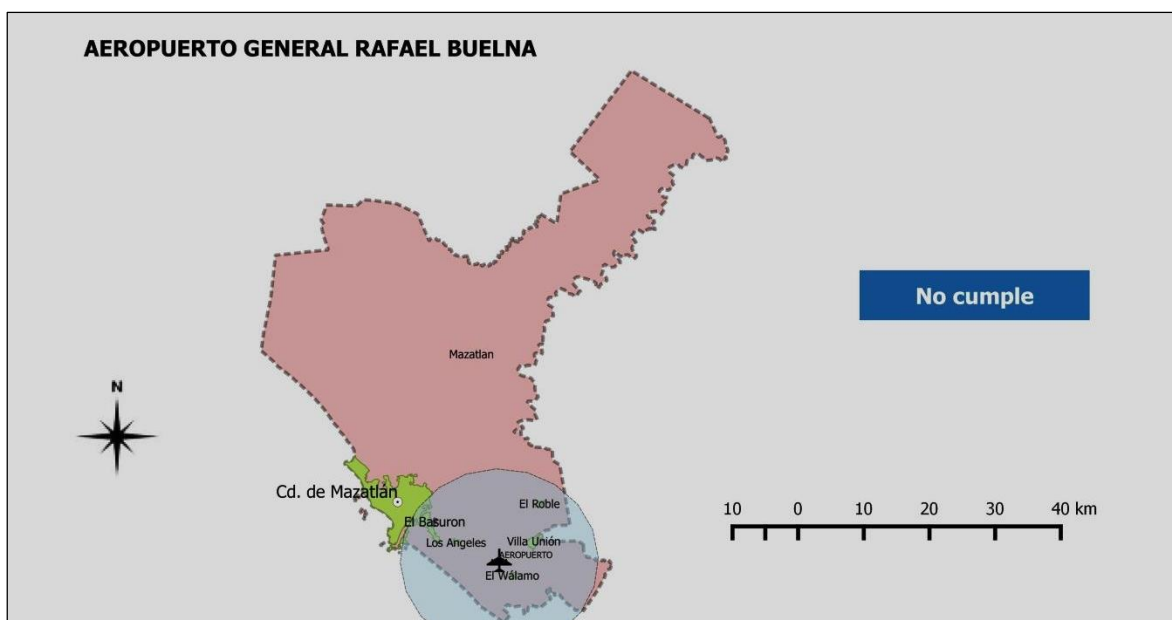 AEROPUERTO GENERAL RAFAEL BUELNA
No cumple
Mazatlan
N
Cd. de Mazatlán
El Roble
10 0 10 20 30 40 km
El Basuron
Los Angeles
Villa Unión
AEROPUERTO
El Wálamo